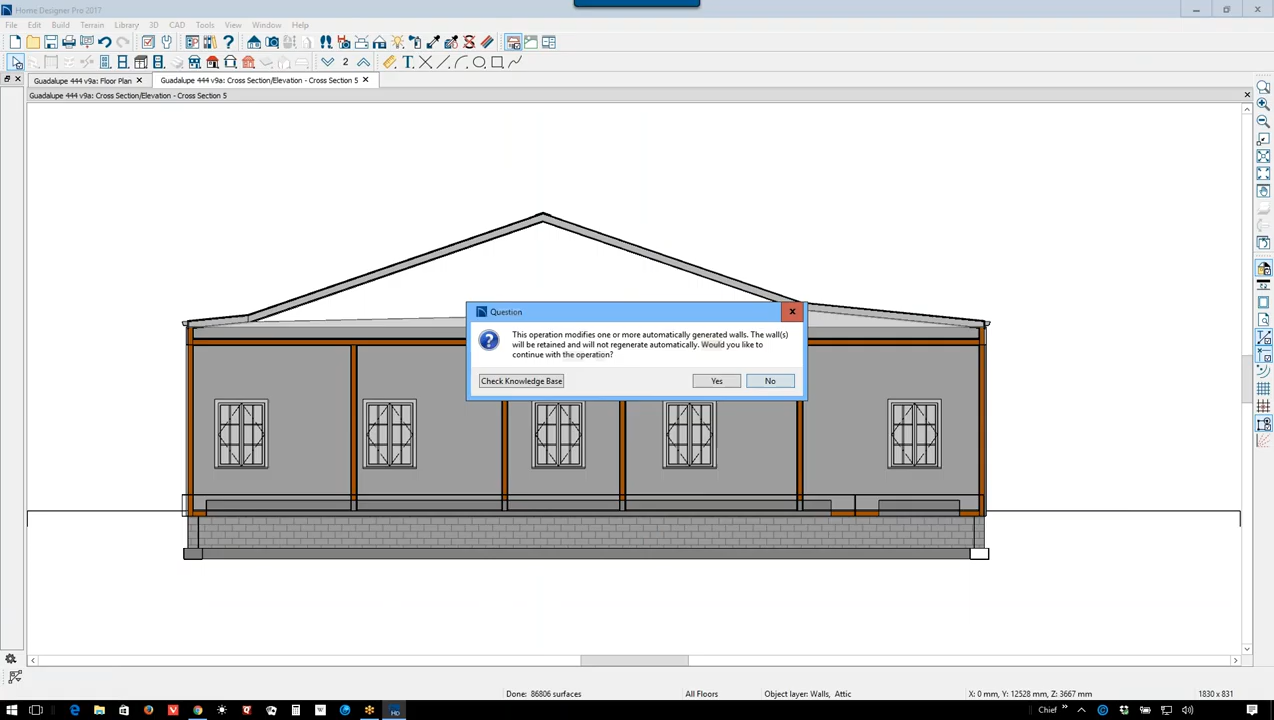 Home Designer Pro 2017
File Edit Build Terrain Library 3D CAD Tools View Window Help
2
Guadalupe 444 v9a: Floor Plan
Guadalupe 444 v9a: Cross Section/Elevation - Cross Section 5
Guadalupe 444 v9a: Cross Section/Elevation - Cross Section 5
Question
This operation modifies one or more automatically generated walls. The wall(s)
will be retained and will not regenerate automatically. Would you like to
continue with the operation?
Check Knowledge Base Yes No
Done: 86806 surfaces All Floors Object layer: Walls, Attic X: 0 mm, Y: 12528 mm, Z: 3667 mm 1830 x 831
Chief